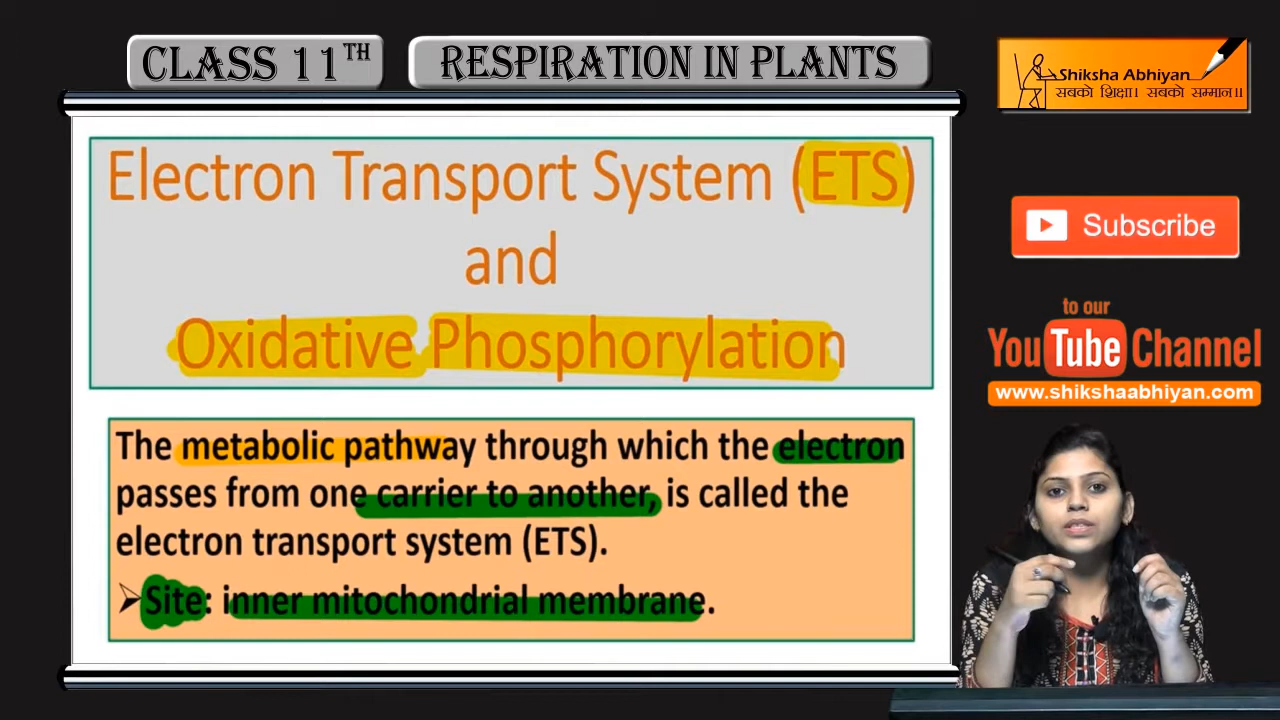 CLASS 11TH
RESPIRATION IN PLANTS
Shiksha Abhiyan
सबको शिक्षा। सबको सम्मान॥
Electron Transport System (ETS)
and
Oxidative Phosphorylation
The metabolic pathway through which the electron
passes from one carrier to another, is called the
electron transport system (ETS).
➢Site: inner mitochondrial membrane.
Subscribe
to our
YouTube Channel
www.shikshaabhiyan.com